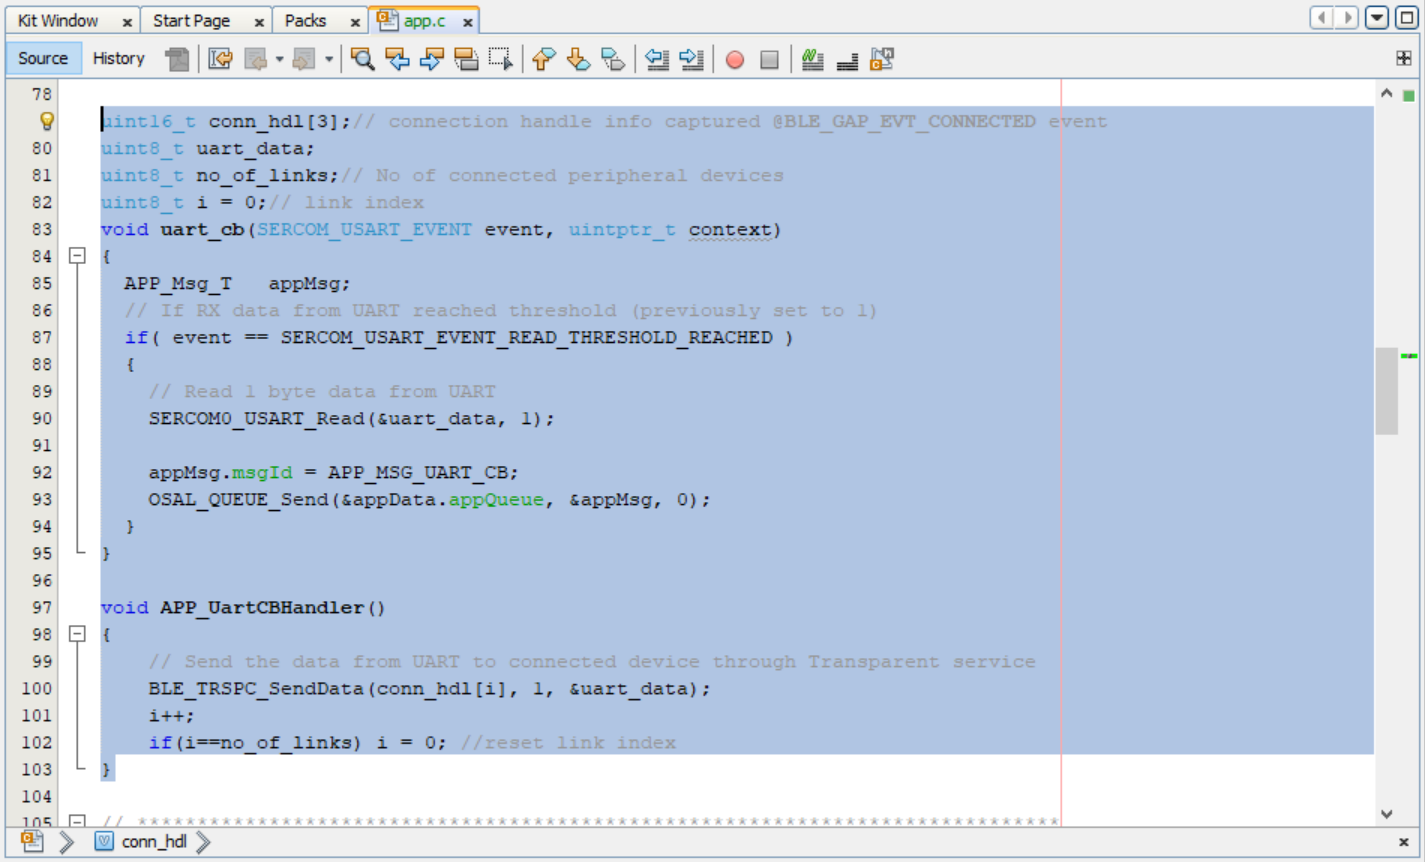 Kit Window x Start Page x Packs x app.c x
Source History
78
uint16_t conn_hdl[3];// connection handle info captured @BLE_GAP_EVT_CONNECTED event
80 uint8_t uart_data;
81 uint8_t no_of_links;// No of connected peripheral devices
82 uint8_t i = 0;// link index
83 void uart_cb(SERCOM_USART_EVENT event, uintptr_t context)
84 {
85 APP_Msg_T appMsg;
86 // If RX data from UART reached threshold (previously set to 1)
87 if( event == SERCOM_USART_EVENT_READ_THRESHOLD_REACHED )
88 {
89 // Read 1 byte data from UART
90 SERCOM0_USART_Read(&uart_data, 1);
91
92 appMsg.msgId = APP_MSG_UART_CB;
93 OSAL_QUEUE_Send(&appData.appQueue, &appMsg, 0);
94 }
95 }
96
97 void APP_UartCBHandler()
98 {
99 // Send the data from UART to connected device through Transparent service
100 BLE_TRSPC_SendData(conn_hdl[i], 1, &uart_data);
101 i++;
102 if(i==no_of_links) i = 0; //reset link index
103 }
104
105 // *****************************************************************************
conn_hdl x